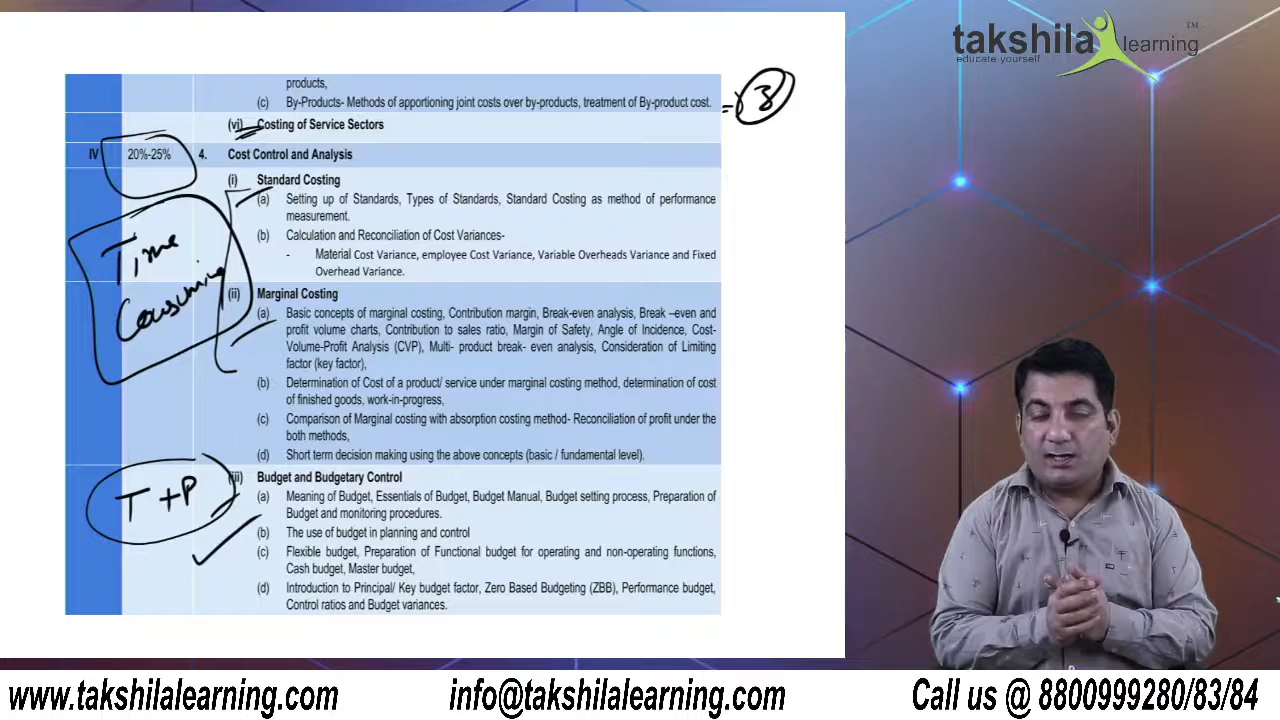 takshila learning ™
educate yourself
products,
(c) By-Products- Methods of apportioning joint costs over by-products, treatment of By-product cost.
= 3
(vi) Costing of Service Sectors
IV 20%-25% 4. Cost Control and Analysis
(i) Standard Costing
(a) Setting up of Standards, Types of Standards, Standard Costing as method of performance
measurement.
(b) Calculation and Reconciliation of Cost Variances-
- Material Cost Variance, employee Cost Variance, Variable Overheads Variance and Fixed
Overhead Variance.
Time
Consuming
(ii) Marginal Costing
(a) Basic concepts of marginal costing, Contribution margin, Break-even analysis, Break –even and
profit volume charts, Contribution to sales ratio, Margin of Safety, Angle of Incidence, Cost-
Volume-Profit Analysis (CVP), Multi- product break- even analysis, Consideration of Limiting
factor (key factor),
(b) Determination of Cost of a product/ service under marginal costing method, determination of cost
of finished goods, work-in-progress,
(c) Comparison of Marginal costing with absorption costing method- Reconciliation of profit under the
both methods,
(d) Short term decision making using the above concepts (basic / fundamental level).
T + P
(iii) Budget and Budgetary Control
(a) Meaning of Budget, Essentials of Budget, Budget Manual, Budget setting process, Preparation of
Budget and monitoring procedures.
(b) The use of budget in planning and control
(c) Flexible budget, Preparation of Functional budget for operating and non-operating functions,
Cash budget, Master budget,
(d) Introduction to Principal/ Key budget factor, Zero Based Budgeting (ZBB), Performance budget,
Control ratios and Budget variances.
www.takshilalearning.com info@takshilalearning.com Call us @ 8800999280/83/84